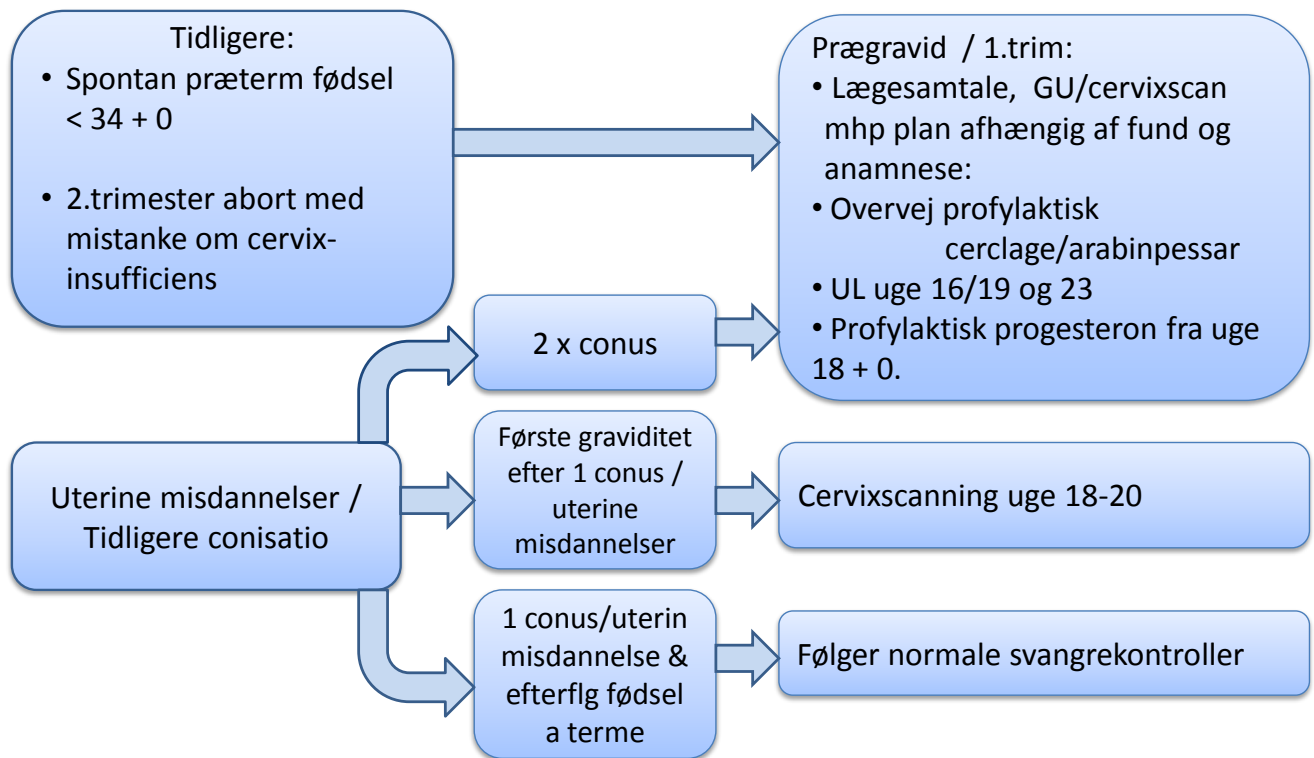 Tidligere:
• Spontan præterm fødsel
< 34 + 0
• 2.trimester abort med
mistanke om cervix-
insufficiens
Prægravid / 1.trim:
• Lægesamtale, GU/cervixscan
mhp plan afhængig af fund og
anamnese:
• Overvej profylaktisk
cerclage/arabinpessar
• UL uge 16/19 og 23
• Profylaktisk progesteron fra uge
18 + 0.
Uterine misdannelser /
Tidligere conisatio
2 x conus
Første graviditet
efter 1 conus /
uterine
misdannelser
Cervixscanning uge 18-20
1 conus/uterin
misdannelse &
efterflg fødsel
a terme
Følger normale svangrekontroller